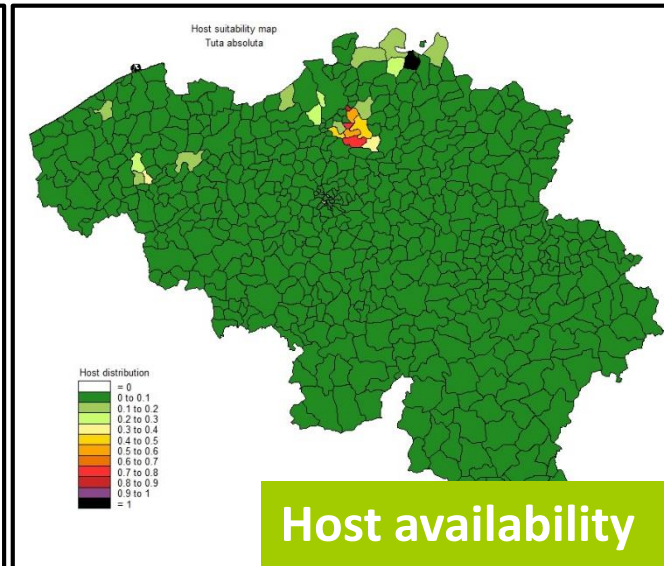 Host suitability map
Tuta absoluta
Host distribution
= 0
0 to 0.1
0.1 to 0.2
0.2 to 0.3
0.3 to 0.4
0.4 to 0.5
0.5 to 0.6
0.6 to 0.7
0.7 to 0.8
0.8 to 0.9
0.9 to 1
= 1
Host availability